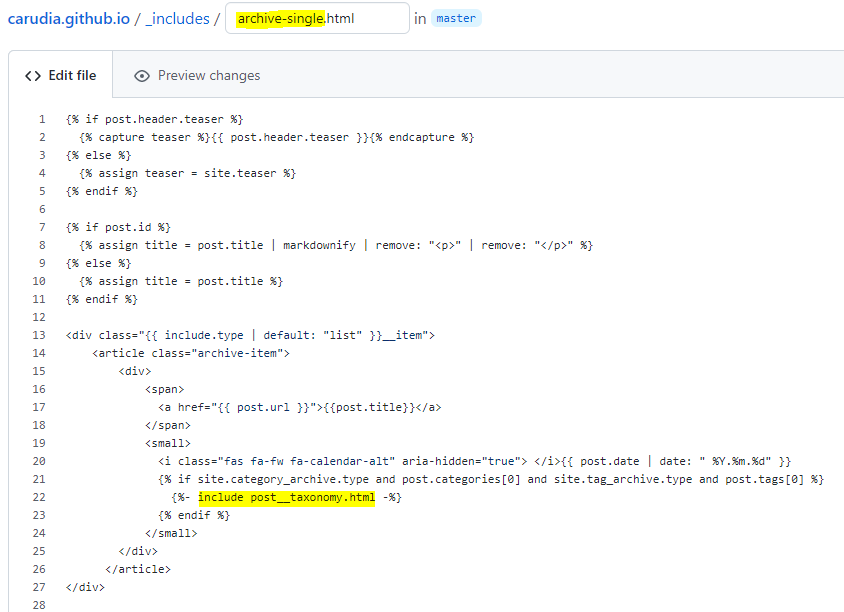 carudia.github.io / _includes / archive-single.html in master
Edit file Preview changes
1 {% if post.header.teaser %}
2 {% capture teaser %}{{ post.header.teaser }}{% endcapture %}
3 {% else %}
4 {% assign teaser = site.teaser %}
5 {% endif %}
6
7 {% if post.id %}
8 {% assign title = post.title | markdownify | remove: "<p>" | remove: "</p>" %}
9 {% else %}
10 {% assign title = post.title %}
11 {% endif %}
12
13 <div class="{{ include.type | default: "list" }}__item">
14 <article class="archive-item">
15 <div>
16 <span>
17 <a href="{{ post.url }}">{{post.title}}</a>
18 </span>
19 <small>
20 <i class="fas fa-fw fa-calendar-alt" aria-hidden="true"> </i>{{ post.date | date: " %Y.%m.%d" }}
21 {% if site.category_archive.type and post.categories[0] and site.tag_archive.type and post.tags[0] %}
22 {%- include post__taxonomy.html -%}
23 {% endif %}
24 </small>
25 </div>
26 </article>
27 </div>
28